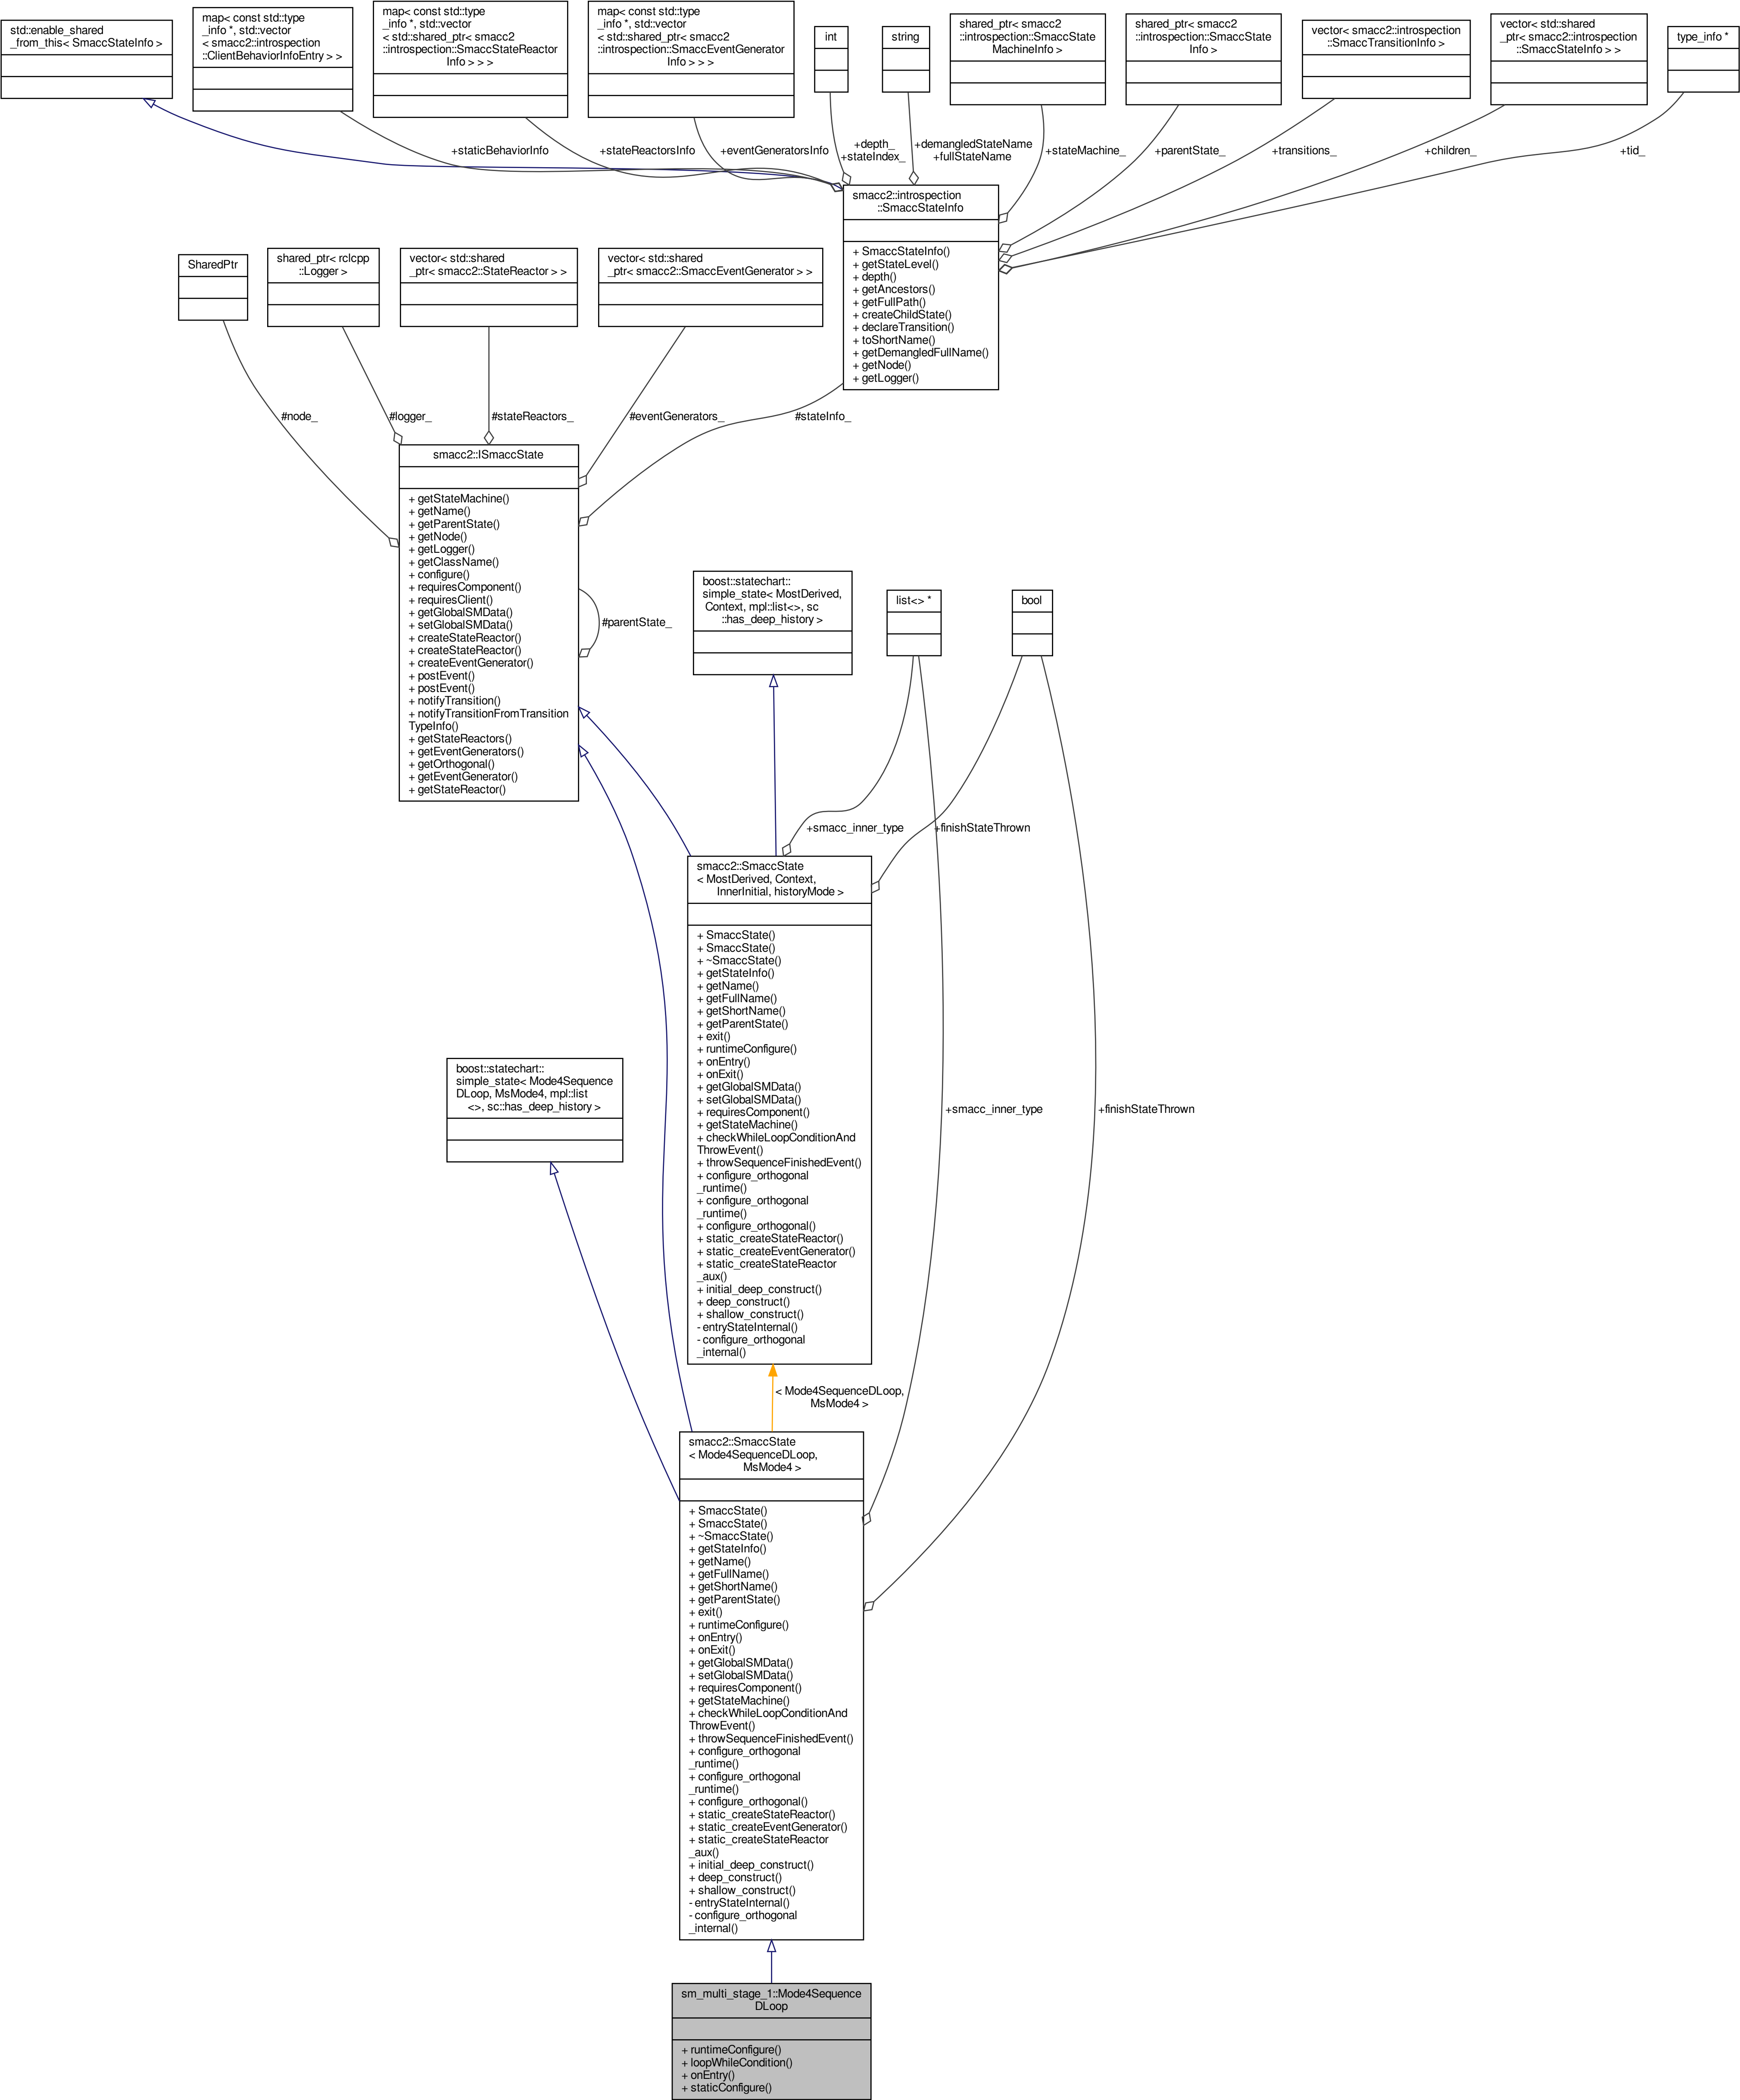 std::enable_shared
_from_this< SmaccStateInfo >
map< const std::type
_info *, std::vector
< smacc2::introspection
::ClientBehaviorInfoEntry > >
map< const std::type
_info *, std::vector
< std::shared_ptr< smacc2
::introspection::SmaccStateReactor
Info > > >
map< const std::type
_info *, std::vector
< std::shared_ptr< smacc2
::introspection::SmaccEventGenerator
Info > > >
int
string
shared_ptr< smacc2
::introspection::SmaccState
MachineInfo >
shared_ptr< smacc2
::introspection::SmaccState
Info >
vector< smacc2::introspection
::SmaccTransitionInfo >
vector< std::shared
_ptr< smacc2::introspection
::SmaccStateInfo > >
type_info *
+staticBehaviorInfo
+stateReactorsInfo
+eventGeneratorsInfo
+depth_
+stateIndex_
+demangledStateName
+fullStateName
+stateMachine_
+parentState_
+transitions_
+children_
+tid_
smacc2::introspection
::SmaccStateInfo
+ SmaccStateInfo()
+ getStateLevel()
+ depth()
+ getAncestors()
+ getFullPath()
+ createChildState()
+ declareTransition()
+ toShortName()
+ getDemangledFullName()
+ getNode()
+ getLogger()
SharedPtr
shared_ptr< rclcpp
::Logger >
vector< std::shared
_ptr< smacc2::StateReactor > >
vector< std::shared
_ptr< smacc2::SmaccEventGenerator > >
#node_
#logger_
#stateReactors_
#eventGenerators_
#stateInfo_
smacc2::ISmaccState
+ getStateMachine()
+ getName()
+ getParentState()
+ getNode()
+ getLogger()
+ getClassName()
+ configure()
+ requiresComponent()
+ requiresClient()
+ getGlobalSMData()
+ setGlobalSMData()
+ createStateReactor()
+ createStateReactor()
+ createEventGenerator()
+ postEvent()
+ postEvent()
+ notifyTransition()
+ notifyTransitionFromTransition
TypeInfo()
+ getStateReactors()
+ getEventGenerators()
+ getOrthogonal()
+ getEventGenerator()
+ getStateReactor()
#parentState_
boost::statechart::
simple_state< MostDerived,
Context, mpl::list<>, sc
::has_deep_history >
list<> *
bool
+smacc_inner_type
+finishStateThrown
smacc2::SmaccState
< MostDerived, Context,
InnerInitial, historyMode >
+ SmaccState()
+ SmaccState()
+ ~SmaccState()
+ getStateInfo()
+ getName()
+ getFullName()
+ getShortName()
+ getParentState()
+ exit()
+ runtimeConfigure()
+ onEntry()
+ onExit()
+ getGlobalSMData()
+ setGlobalSMData()
+ requiresComponent()
+ getStateMachine()
+ checkWhileLoopConditionAnd
ThrowEvent()
+ throwSequenceFinishedEvent()
+ configure_orthogonal
_runtime()
+ configure_orthogonal
_runtime()
+ configure_orthogonal()
+ static_createStateReactor()
+ static_createEventGenerator()
+ static_createStateReactor
_aux()
+ initial_deep_construct()
+ deep_construct()
+ shallow_construct()
- entryStateInternal()
- configure_orthogonal
_internal()
boost::statechart::
simple_state< Mode4Sequence
DLoop, MsMode4, mpl::list
<>, sc::has_deep_history >
+smacc_inner_type
+finishStateThrown
< Mode4SequenceDLoop,
MsMode4 >
smacc2::SmaccState
< Mode4SequenceDLoop,
MsMode4 >
+ SmaccState()
+ SmaccState()
+ ~SmaccState()
+ getStateInfo()
+ getName()
+ getFullName()
+ getShortName()
+ getParentState()
+ exit()
+ runtimeConfigure()
+ onEntry()
+ onExit()
+ getGlobalSMData()
+ setGlobalSMData()
+ requiresComponent()
+ getStateMachine()
+ checkWhileLoopConditionAnd
ThrowEvent()
+ throwSequenceFinishedEvent()
+ configure_orthogonal
_runtime()
+ configure_orthogonal
_runtime()
+ configure_orthogonal()
+ static_createStateReactor()
+ static_createEventGenerator()
+ static_createStateReactor
_aux()
+ initial_deep_construct()
+ deep_construct()
+ shallow_construct()
- entryStateInternal()
- configure_orthogonal
_internal()
sm_multi_stage_1::Mode4Sequence
DLoop
+ runtimeConfigure()
+ loopWhileCondition()
+ onEntry()
+ staticConfigure()